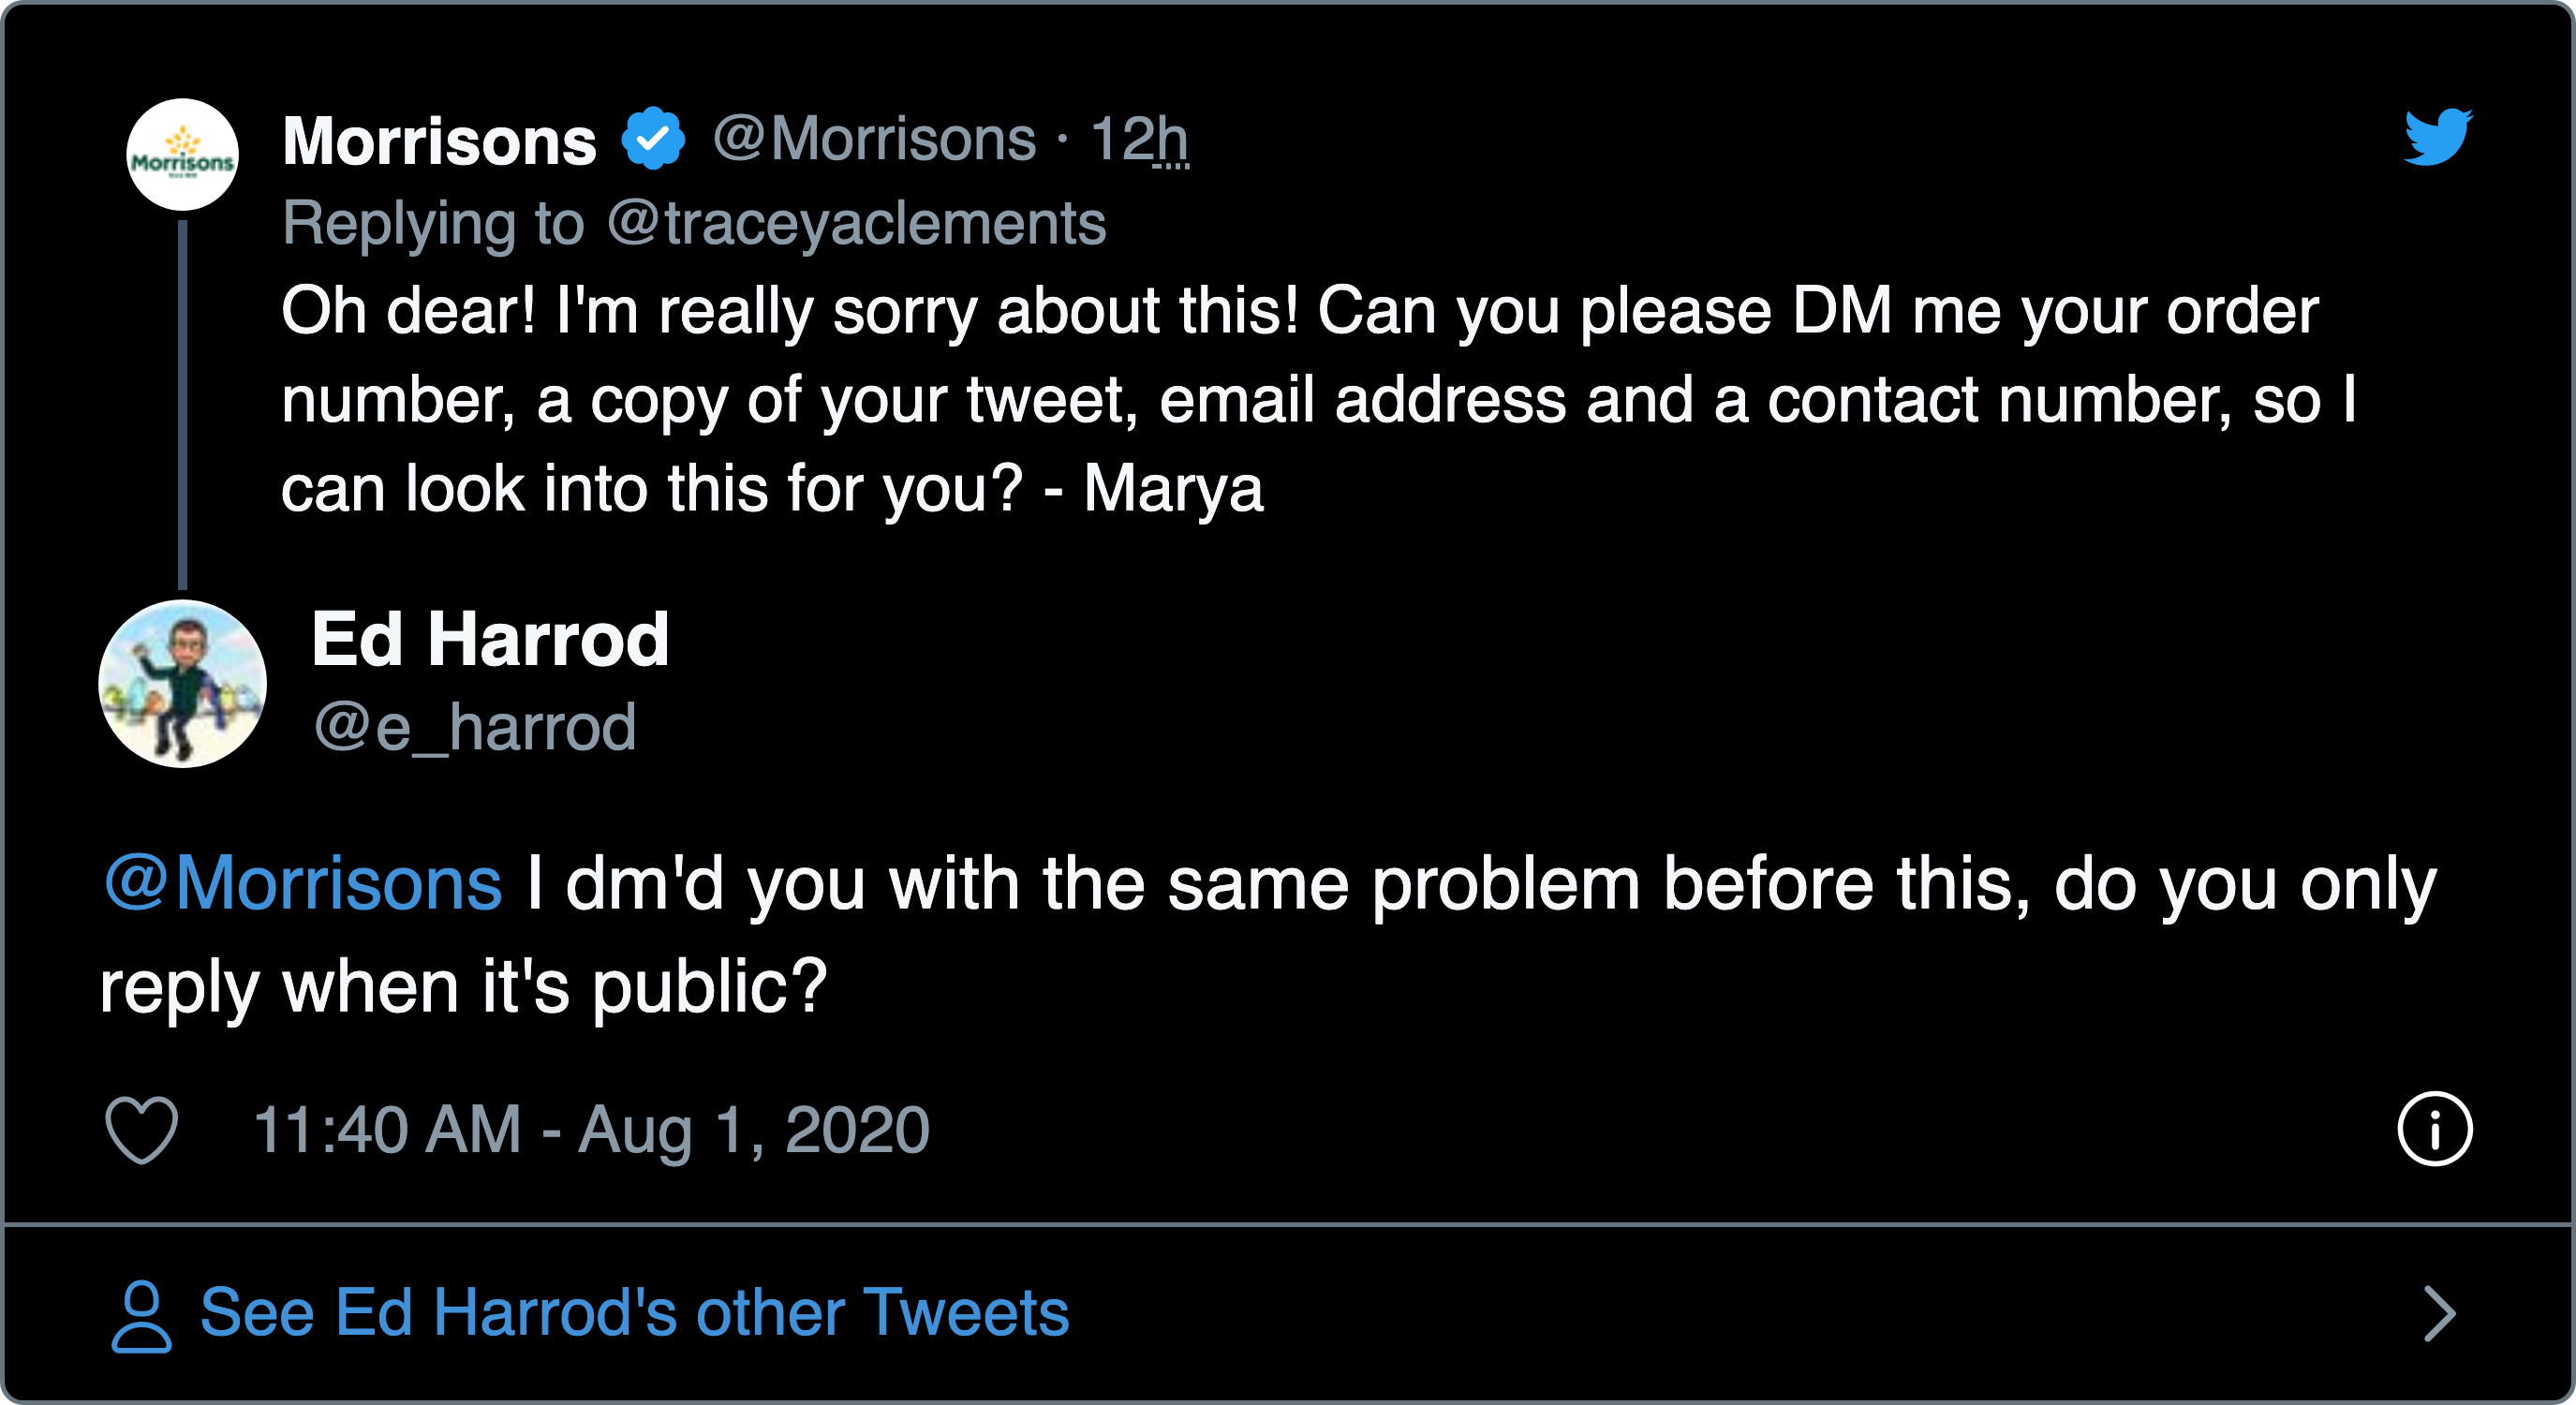 Morrisons
Morrisons @Morrisons · 12h
Replying to @traceyaclements
Oh dear! I'm really sorry about this! Can you please DM me your order
number, a copy of your tweet, email address and a contact number, so I
can look into this for you? - Marya
Ed Harrod
@e_harrod
@Morrisons I dm'd you with the same problem before this, do you only
reply when it's public?
11:40 AM - Aug 1, 2020
See Ed Harrod's other Tweets